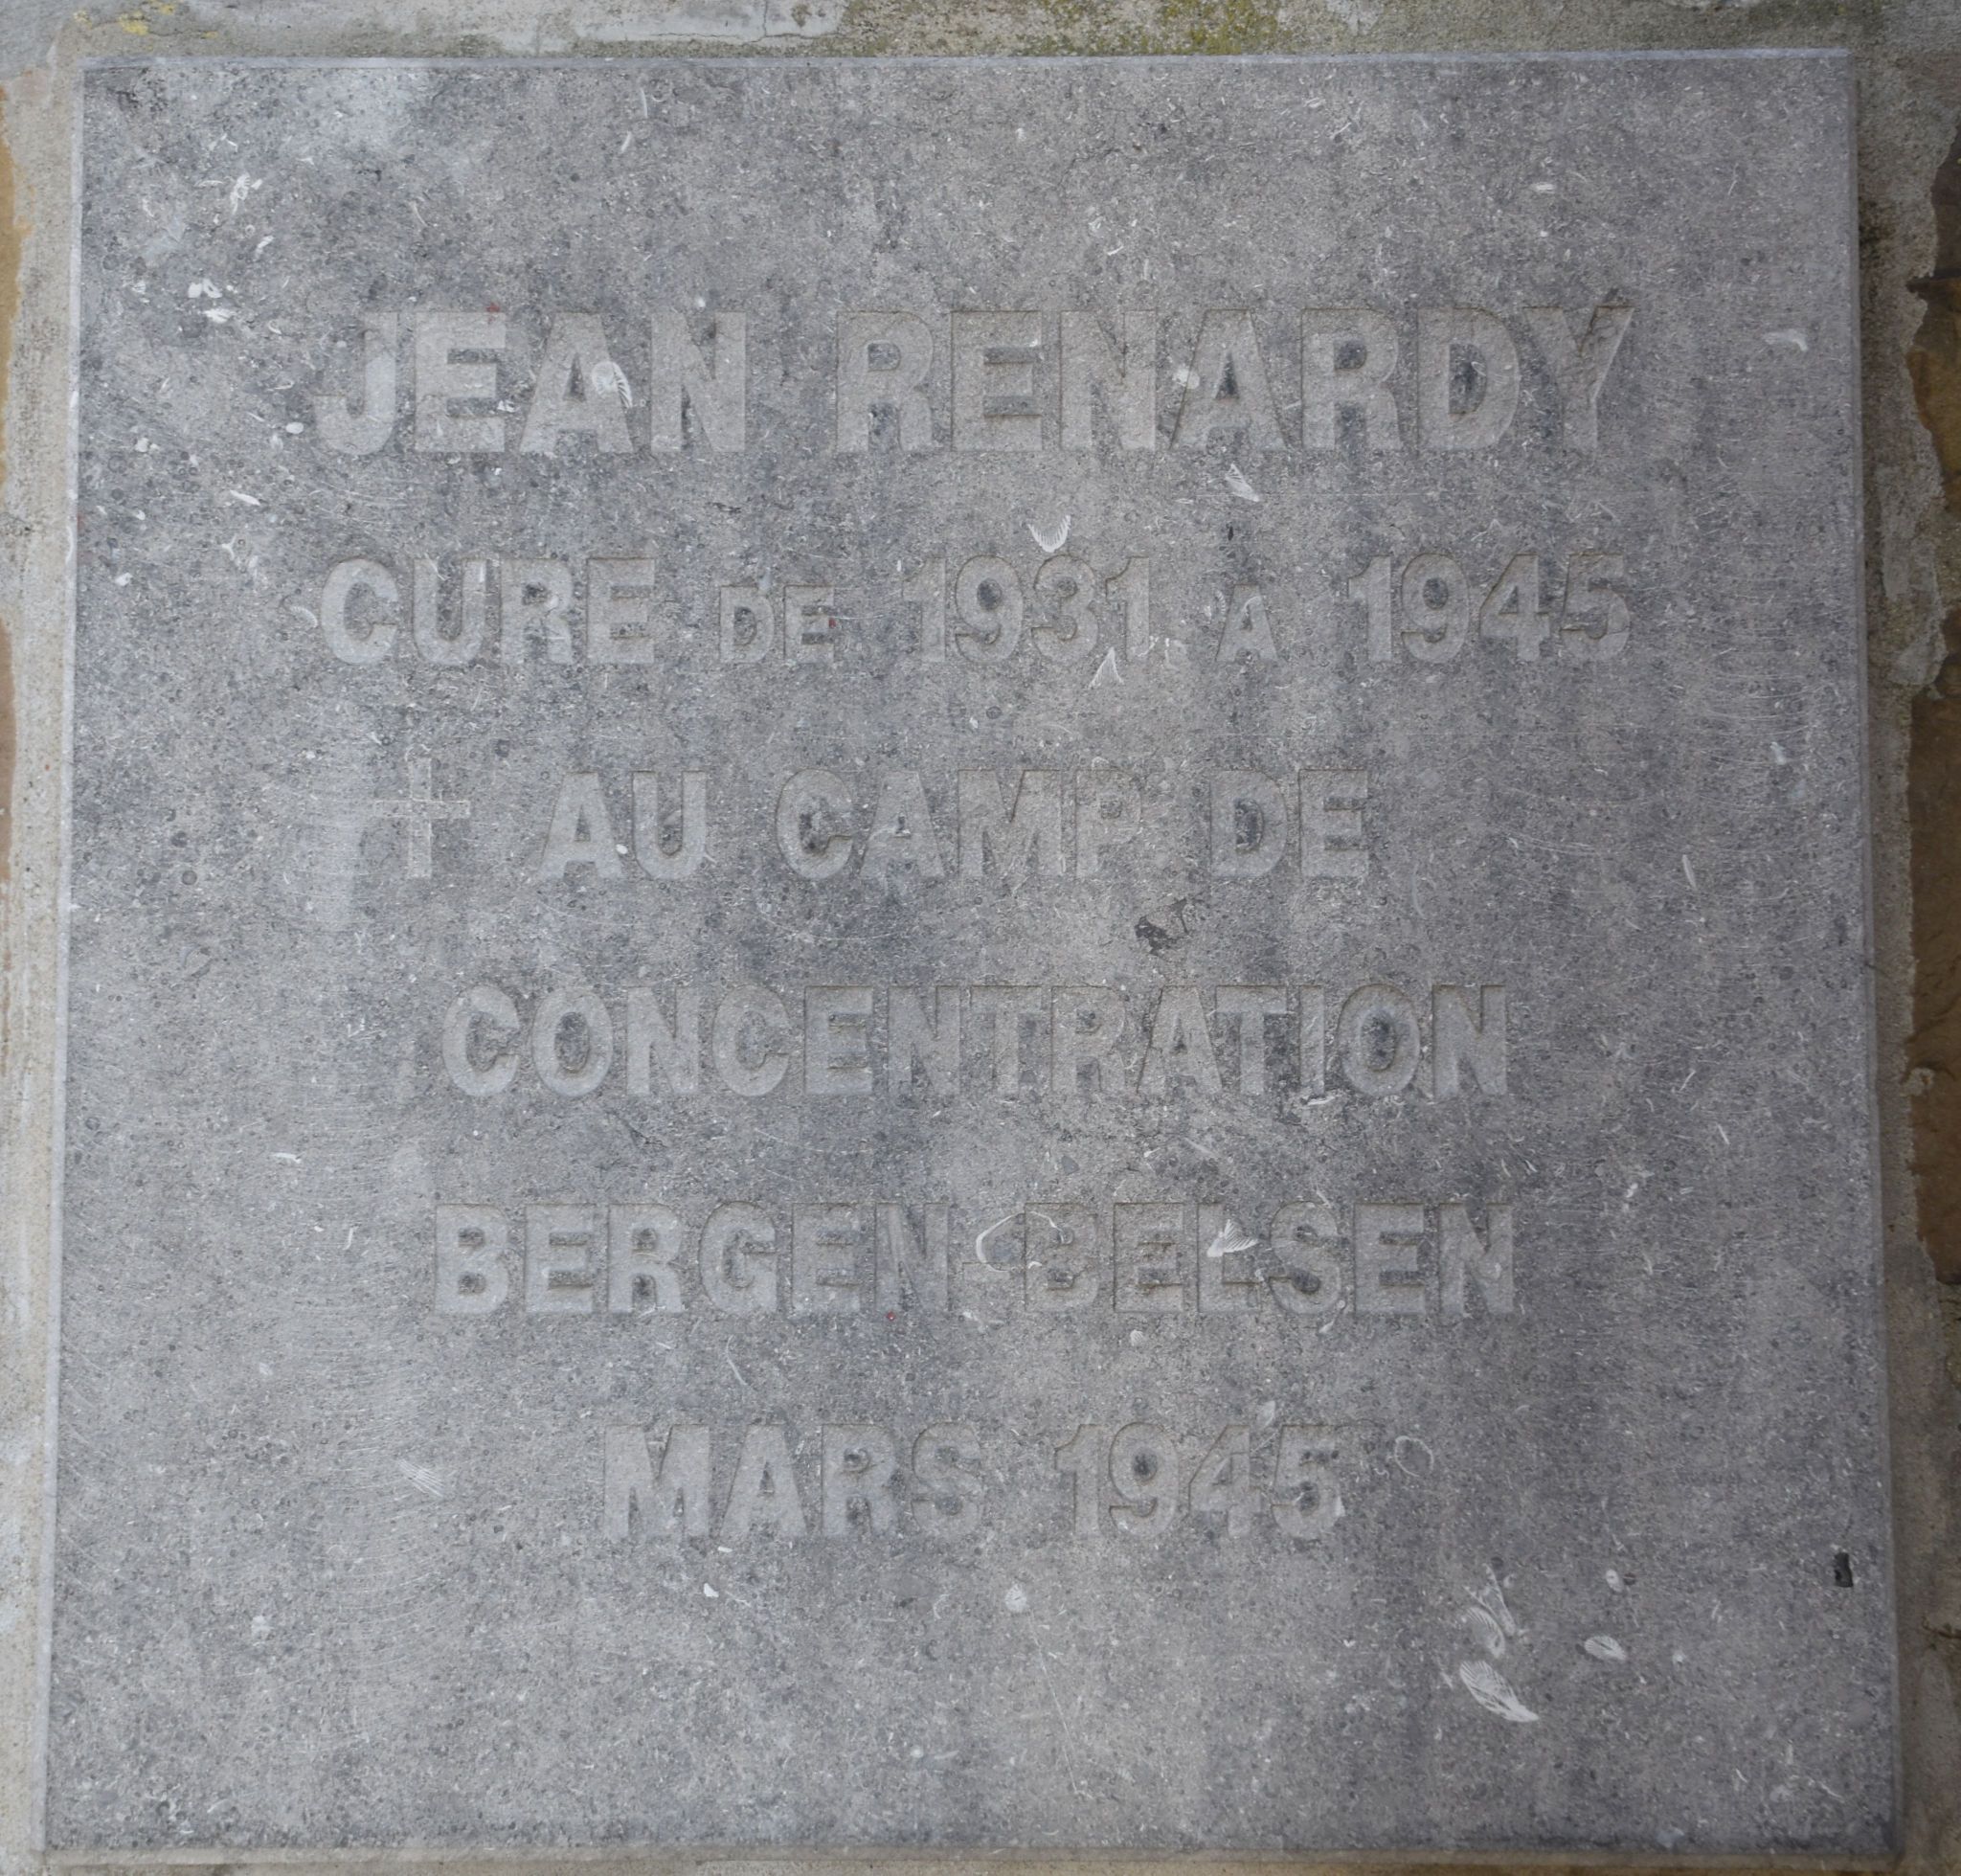 JEAN RENARDY
CURE DE 1931 A 1945
† AU CAMP DE
CONCENTRATION
BERGEN-BELSEN
MARS 1945